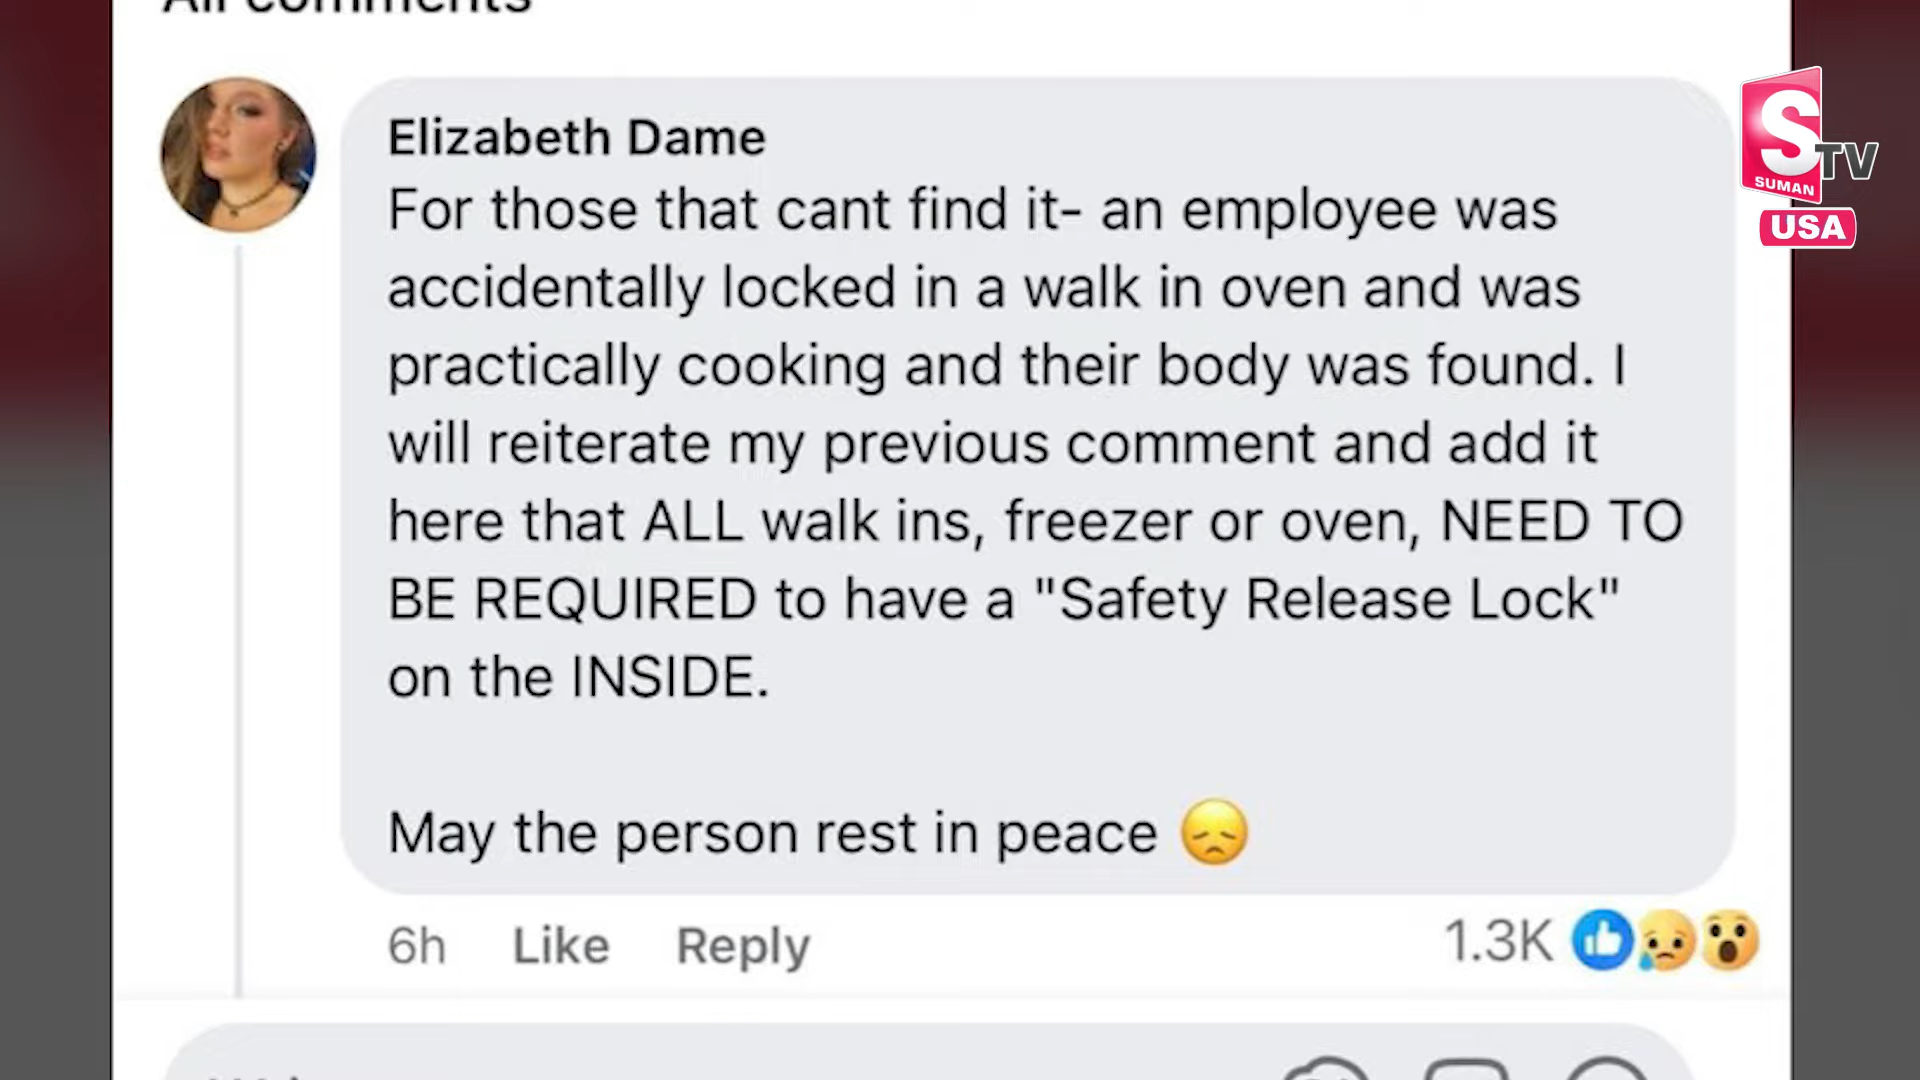 All comments
Elizabeth Dame
For those that cant find it- an employee was
accidentally locked in a walk in oven and was
practically cooking and their body was found. I
will reiterate my previous comment and add it
here that ALL walk ins, freezer or oven, NEED TO
BE REQUIRED to have a "Safety Release Lock"
on the INSIDE.
May the person rest in peace 😞
6h Like Reply 1.3K
S TV
SUMAN
USA